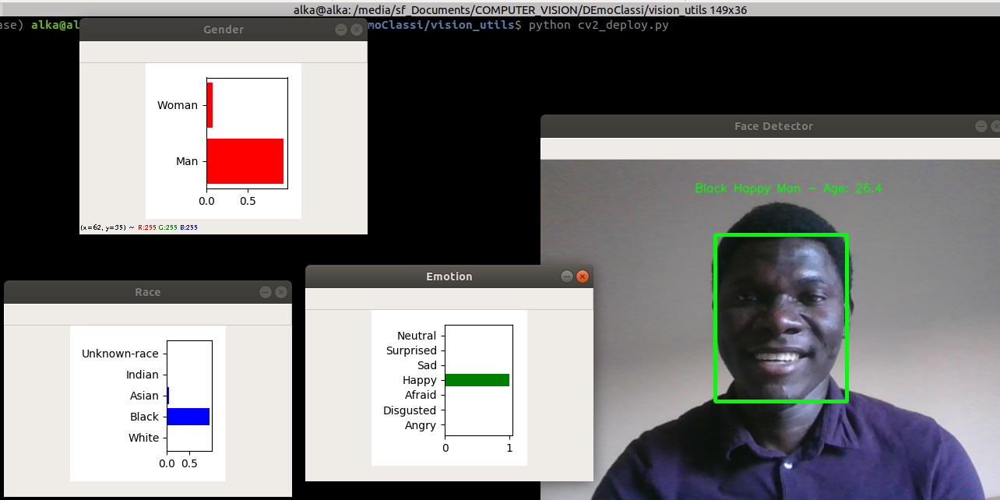 alka@alka: /media/sf_Documents/COMPUTER_VISION/DEmoClassi/vision_utils 149x36
ase) alka@al moClassi/vision_utils$ python cv2_deploy.py
Gender
Woman
Man
0.0 0.5
(x=62, y=35) ~ R:255 G:255 B:255
Face Detector
Black Happy Man - Age: 26.4
Emotion
Neutral
Surprised
Sad
Happy
Afraid
Disgusted
Angry
0 1
Race
Unknown-race
Indian
Asian
Black
White
0.0 0.5